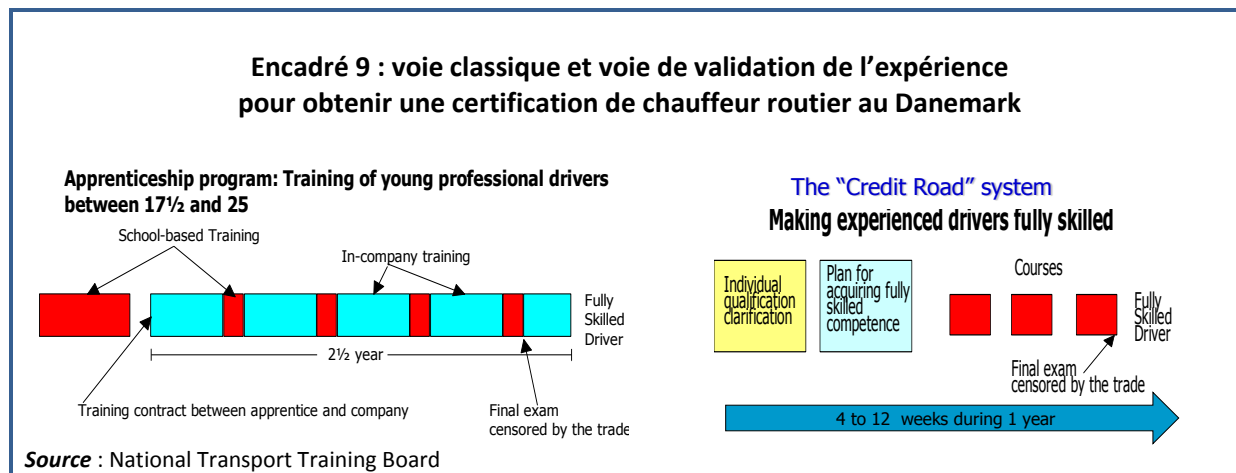 Encadré 9 : voie classique et voie de validation de l’expérience
pour obtenir une certification de chauffeur routier au Danemark
Apprenticeship program: Training of young professional drivers
between 17½ and 25
School-based Training
In-company training
Fully
Skilled
Driver
2½ year
Training contract between apprentice and company
Final exam
censored by the trade
The “Credit Road” system
Making experienced drivers fully skilled
Individual
qualification
clarification
Plan for
acquiring fully
skilled
competence
Courses
Fully
Skilled
Driver
Final exam
censored by the trade
4 to 12 weeks during 1 year
Source : National Transport Training Board